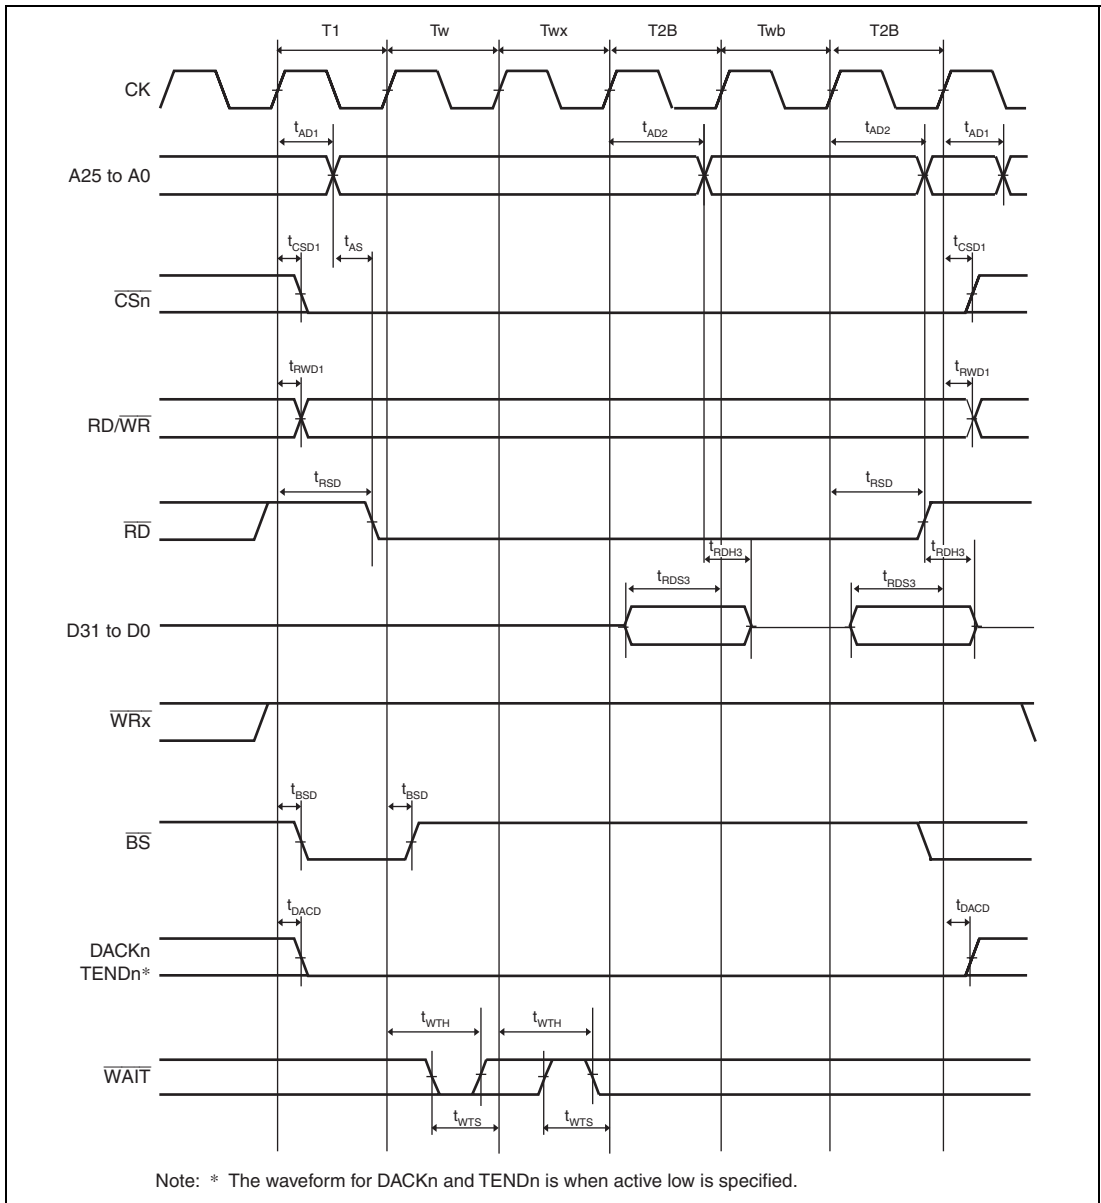 T1 Tw Twx T2B Twb T2B
CK
tAD1 tAD2 tAD2 tAD1
A25 to A0
tCSD1 tAS tCSD1
CSn
tRWD1 tRWD1
RD/WR
tRSD tRSD
RD
tRDH3 tRDH3
tRDS3 tRDS3
D31 to D0
WRx
tBSD tBSD
BS
tDACD tDACD
DACKn
TENDn*
tWTH tWTH
WAIT
tWTS tWTS
Note: * The waveform for DACKn and TENDn is when active low is specified.